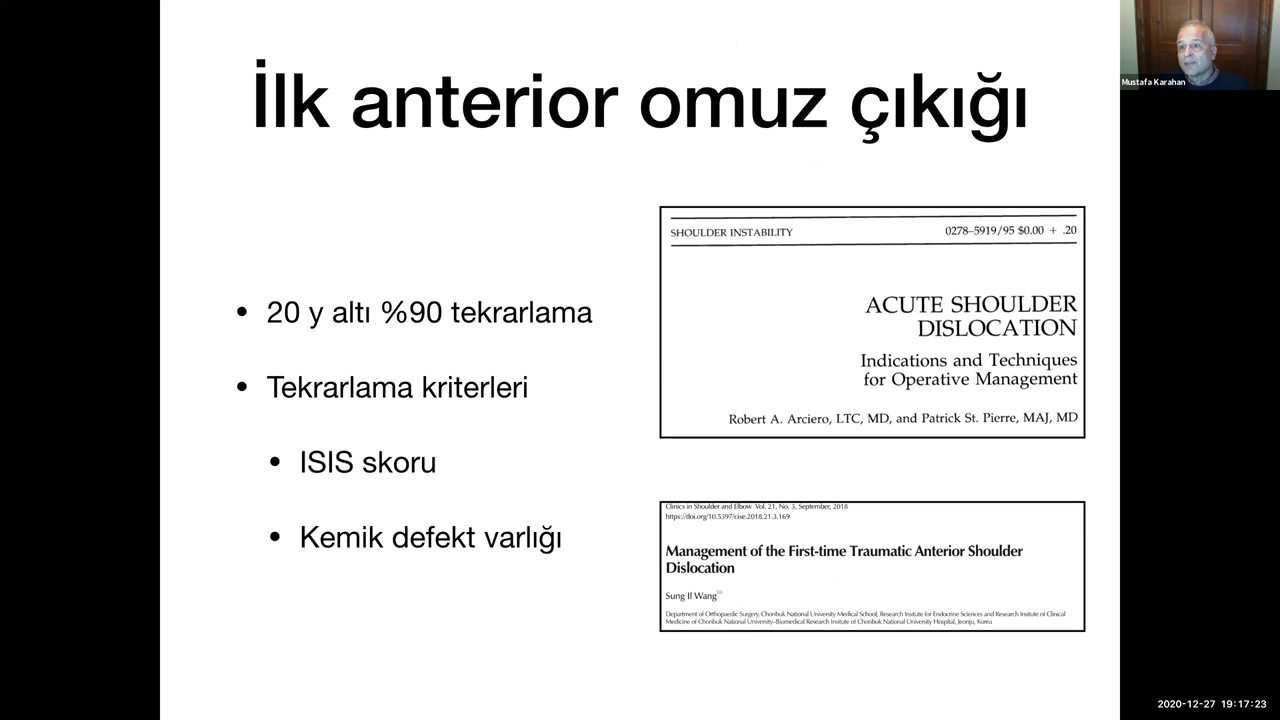 İlk anterior omuz çıkığı
• 20 y altı %90 tekrarlama
• Tekrarlama kriterleri
• ISIS skoru
• Kemik defekt varlığı
SHOULDER INSTABILITY 0278–5919/95 $0.00 + .20
ACUTE SHOULDER
DISLOCATION
Indications and Techniques
for Operative Management
Robert A. Arciero, LTC, MD, and Patrick St. Pierre, MAJ, MD
Clinics in Shoulder and Elbow Vol. 21, No. 3, September, 2018
https://doi.org/10.5397/cise.2018.21.3.169
Management of the First-time Traumatic Anterior Shoulder
Dislocation
Sung Il Wang
Department of Orthopaedic Surgery, Chonbuk National University Medical School, Research Insitute for Endocrine Sciences and Research Insitute of Clinical
Medicine of Chonbuk National University–Biomedical Research Insitute of Chonbuk National University Hospital, Jeonju, Korea
Mustafa Karahan
2020-12-27 19:17:23